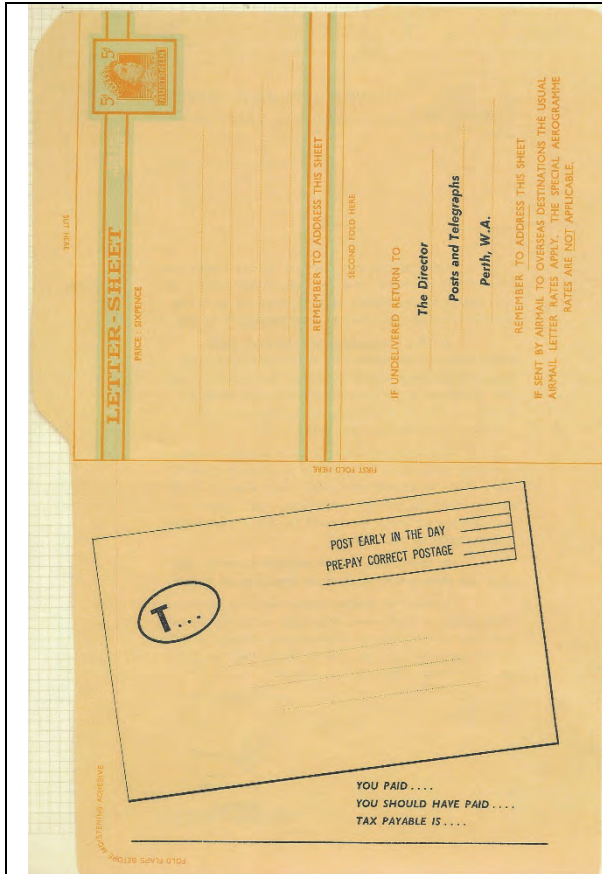 SLIT HERE
5D
5D
AUSTRALIA
LETTER-SHEET
PRICE : SIXPENCE
REMEMBER TO ADDRESS THIS SHEET
SECOND FOLD HERE
IF UNDELIVERED RETURN TO
The Director
Posts and Telegraphs
Perth, W.A.
REMEMBER TO ADDRESS THIS SHEET
IF SENT BY AIRMAIL TO OVERSEAS DESTINATIONS THE USUAL
AIRMAIL LETTER RATES APPLY. THE SPECIAL AEROGRAMME
RATES ARE NOT APPLICABLE.
FIRST FOLD HERE
POST EARLY IN THE DAY
PRE-PAY CORRECT POSTAGE
T...
YOU PAID ....
YOU SHOULD HAVE PAID ....
TAX PAYABLE IS ....
FOLD FLAPS BEFORE MOISTENING ADHESIVE